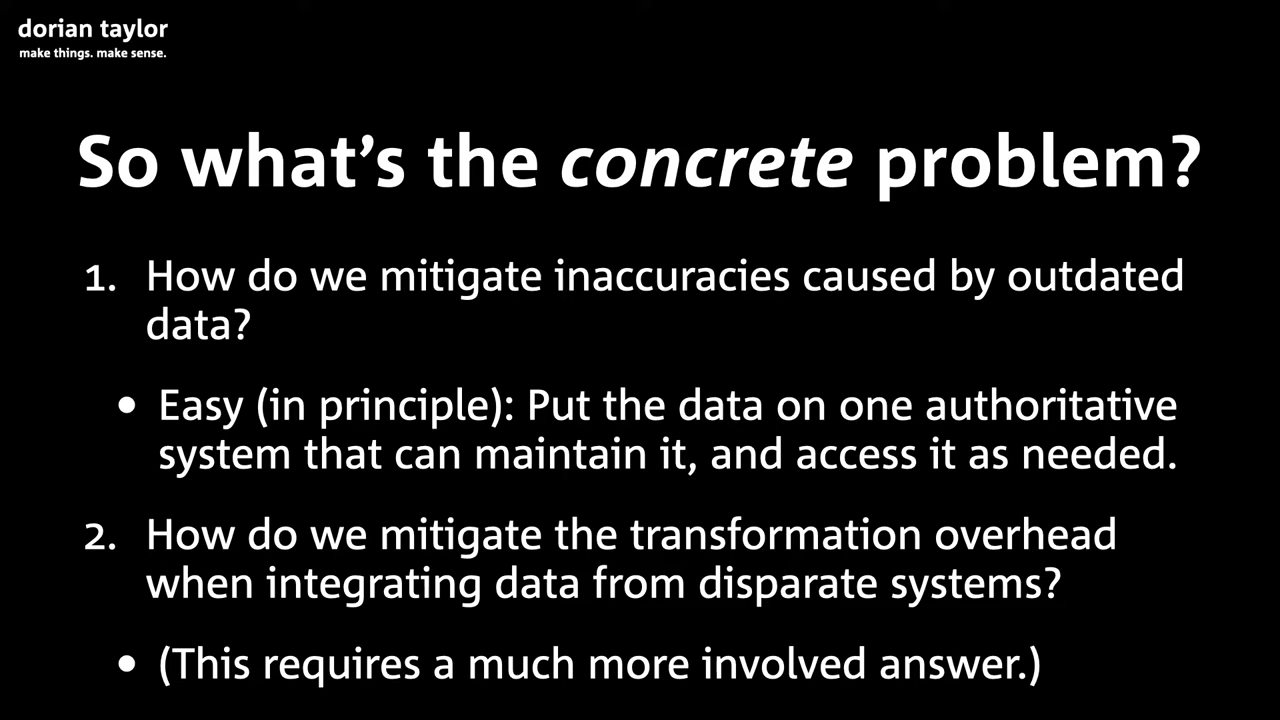 dorian taylor
make things. make sense.
So what’s the concrete problem?
1. How do we mitigate inaccuracies caused by outdated
data?
• Easy (in principle): Put the data on one authoritative
system that can maintain it, and access it as needed.
2. How do we mitigate the transformation overhead
when integrating data from disparate systems?
• (This requires a much more involved answer.)